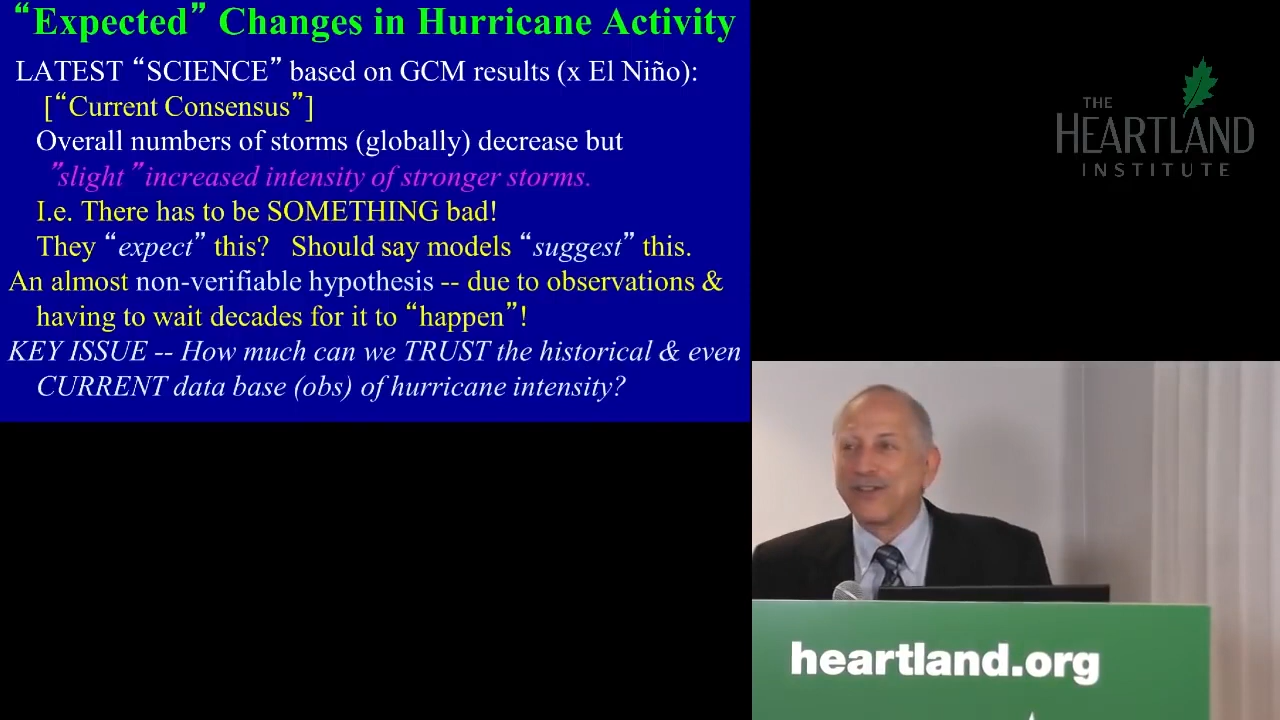 “Expected” Changes in Hurricane Activity
LATEST “SCIENCE” based on GCM results (x El Niño):
[“Current Consensus”]
Overall numbers of storms (globally) decrease but
”slight” increased intensity of stronger storms.
I.e. There has to be SOMETHING bad!
They “expect” this? Should say models “suggest” this.
An almost non-verifiable hypothesis -- due to observations &
having to wait decades for it to “happen”!
KEY ISSUE -- How much can we TRUST the historical & even
CURRENT data base (obs) of hurricane intensity?
THE
HEARTLAND
INSTITUTE
heartland.org